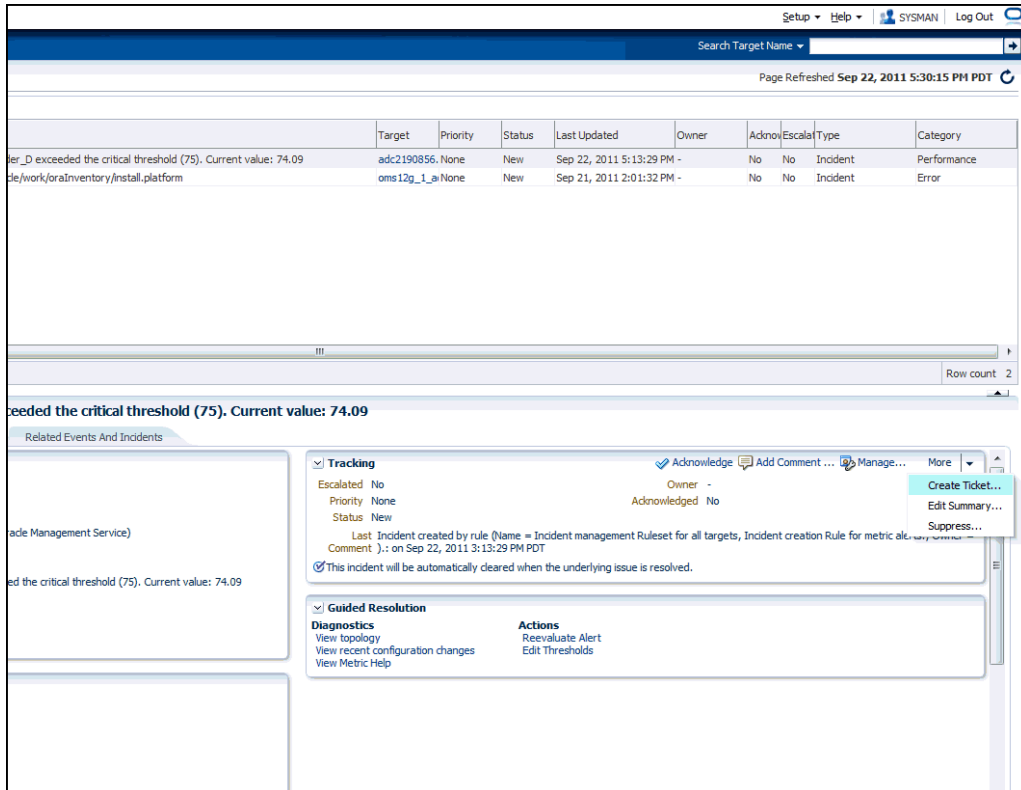 Setup Help SYSMAN Log Out
Search Target Name
Page Refreshed Sep 22, 2011 5:30:15 PM PDT
Target Priority Status Last Updated Owner Acknov Escalat Type Category
der_D exceeded the critical threshold (75). Current value: 74.09 adc2190856. None New Sep 22, 2011 5:13:29 PM - No No Incident Performance
cle/work/oraInventory/install.platform oms12g_1_a None New Sep 21, 2011 2:01:32 PM - No No Incident Error
Row count 2
ceeded the critical threshold (75). Current value: 74.09
Related Events And Incidents
Tracking Acknowledge Add Comment ... Manage... More
Create Ticket...
Edit Summary...
Suppress...
Escalated No Owner -
Priority None Acknowledged No
Status New
racle Management Service)
Last Comment Incident created by rule (Name = Incident management Ruleset for all targets, Incident creation Rule for metric
).: on Sep 22, 2011 3:13:29 PM PDT
This incident will be automatically cleared when the underlying issue is resolved.
ed the critical threshold (75). Current value: 74.09
Guided Resolution
Diagnostics Actions
View topology Reevaluate Alert
View recent configuration changes Edit Thresholds
View Metric Help